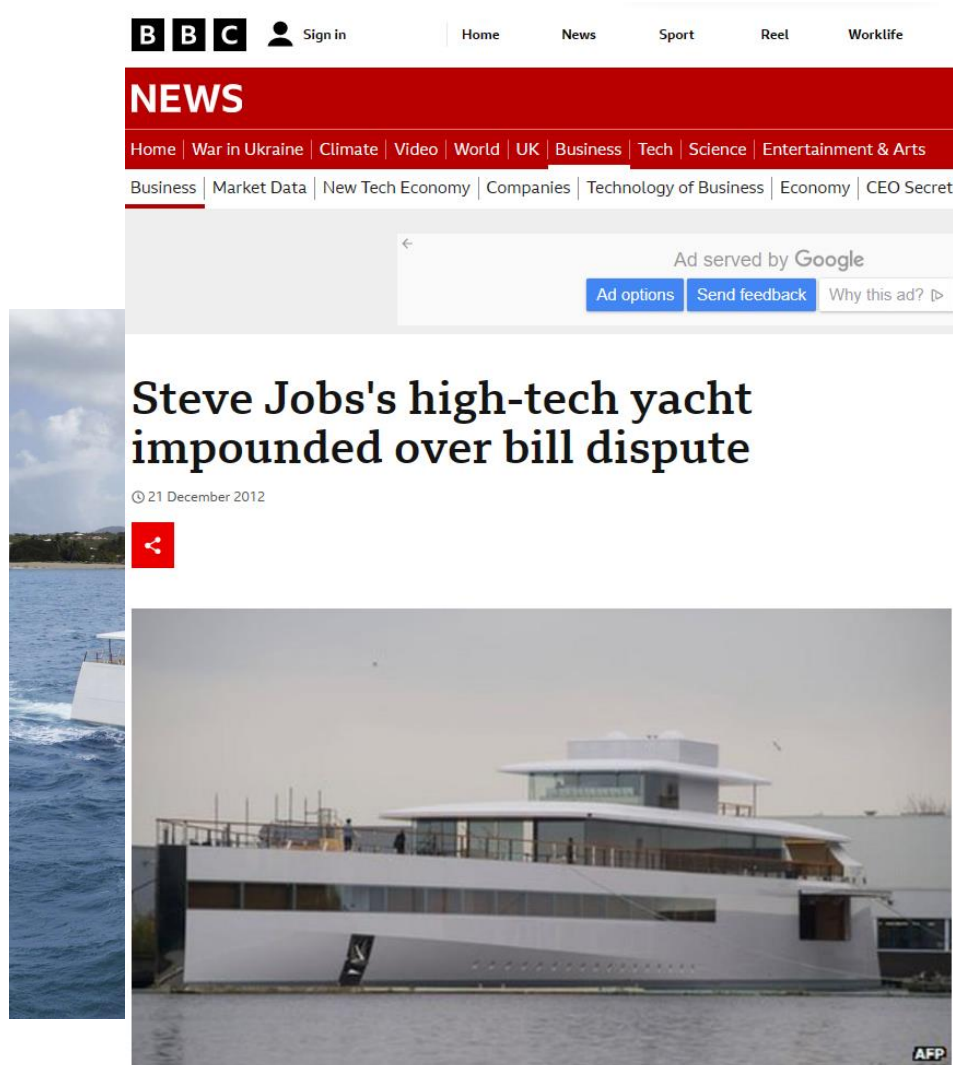 BBC Sign in Home News Sport Reel Worklife
NEWS
Home War in Ukraine Climate Video World UK Business Tech Science Entertainment & Arts
Business Market Data New Tech Economy Companies Technology of Business Economy CEO Secret
Ad served by Google
Ad options Send feedback Why this ad?
Steve Jobs's high-tech yacht
impounded over bill dispute
21 December 2012
AFP